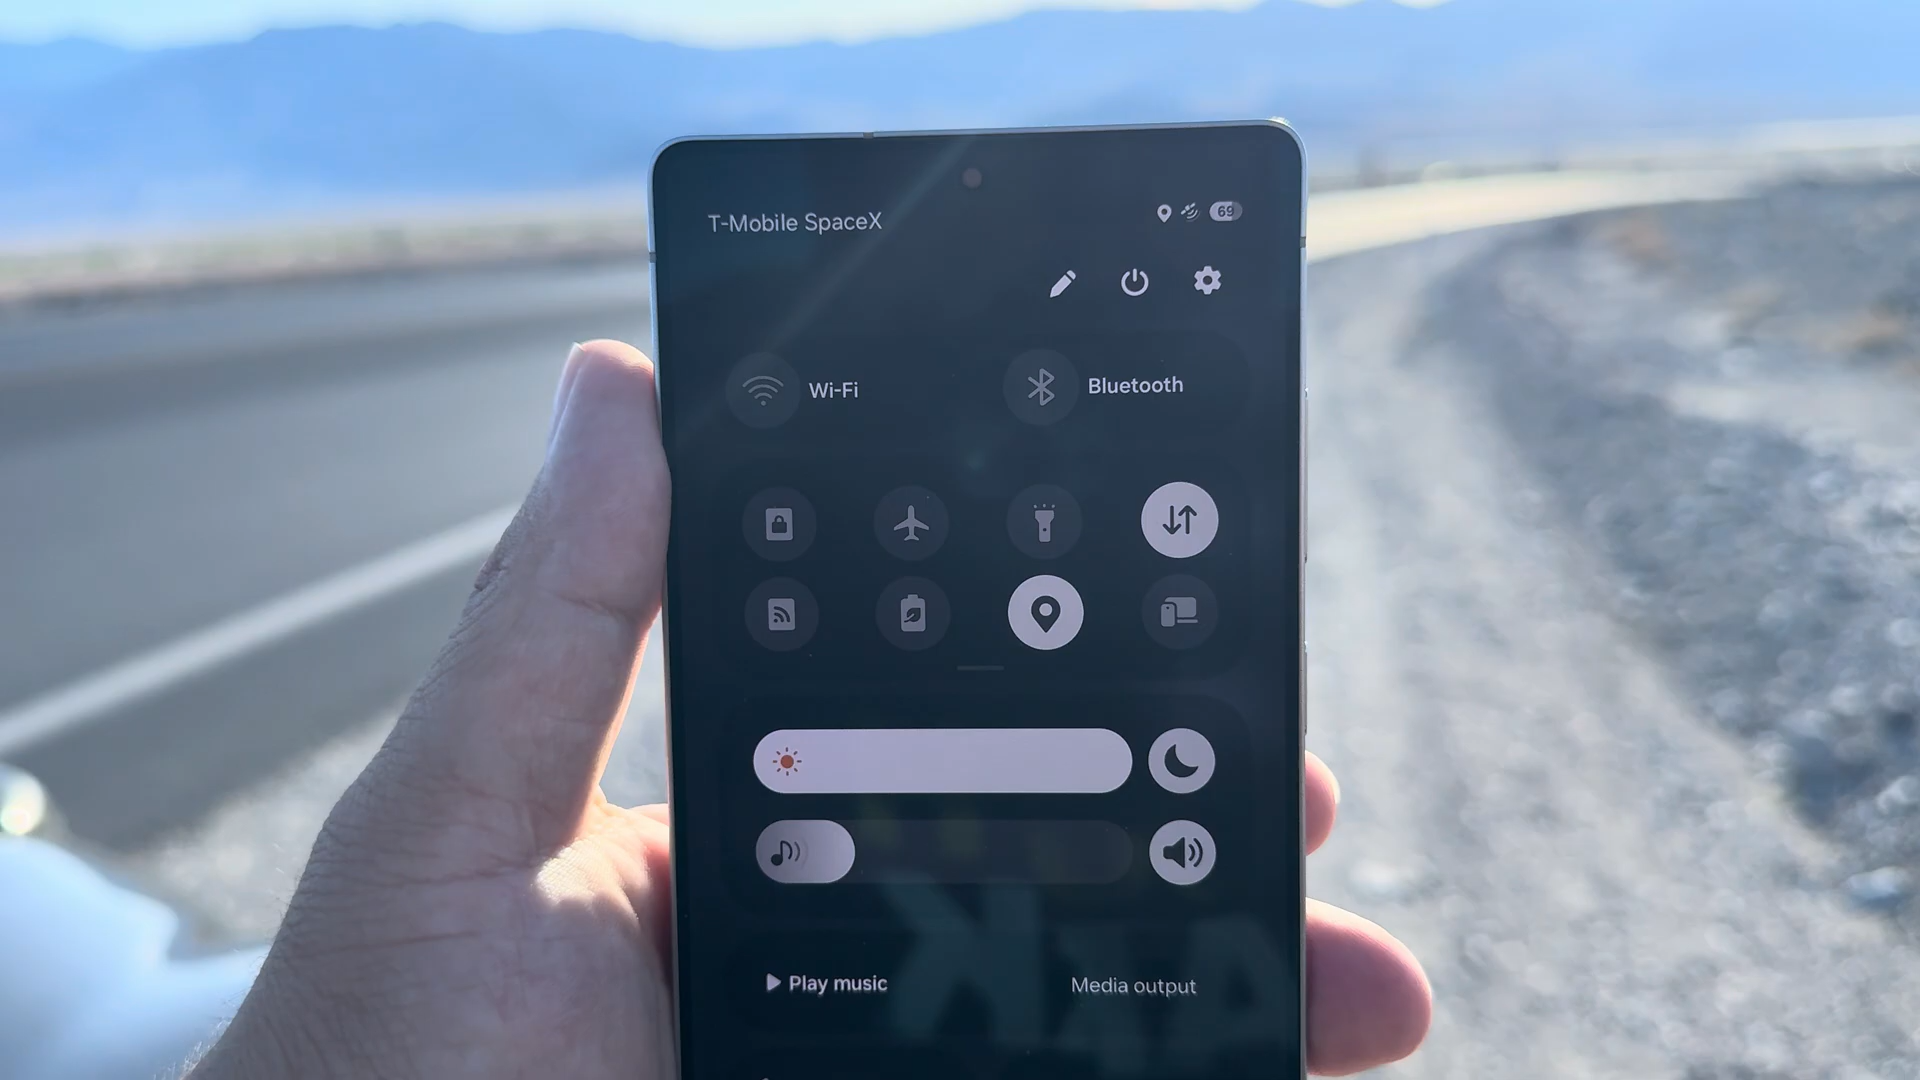 T-Mobile SpaceX
69
Wi-Fi
Bluetooth
Play music
Media output